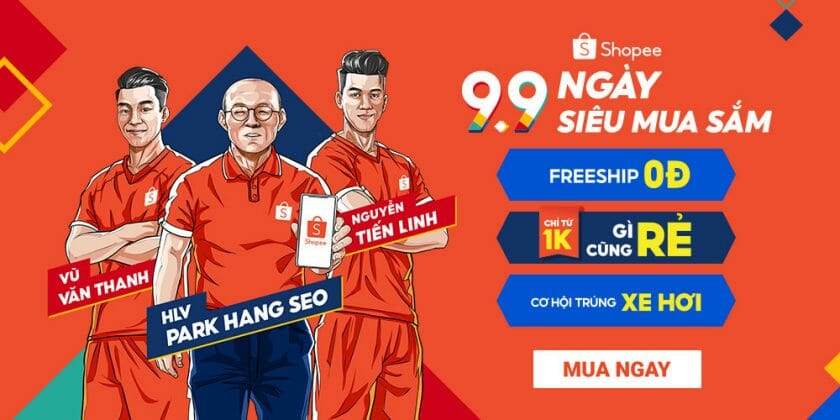 Shopee
9.9 NGÀY
SIÊU MUA SẮM
FREESHIP 0Đ
CHỈ TỪ
1K
GÌ
CŨNG
RẺ
CƠ HỘI TRÚNG XE HƠI
MUA NGAY
VŨ
VĂN THANH
HLV
PARK HANG SEO
NGUYỄN
TIẾN LINH
Shopee